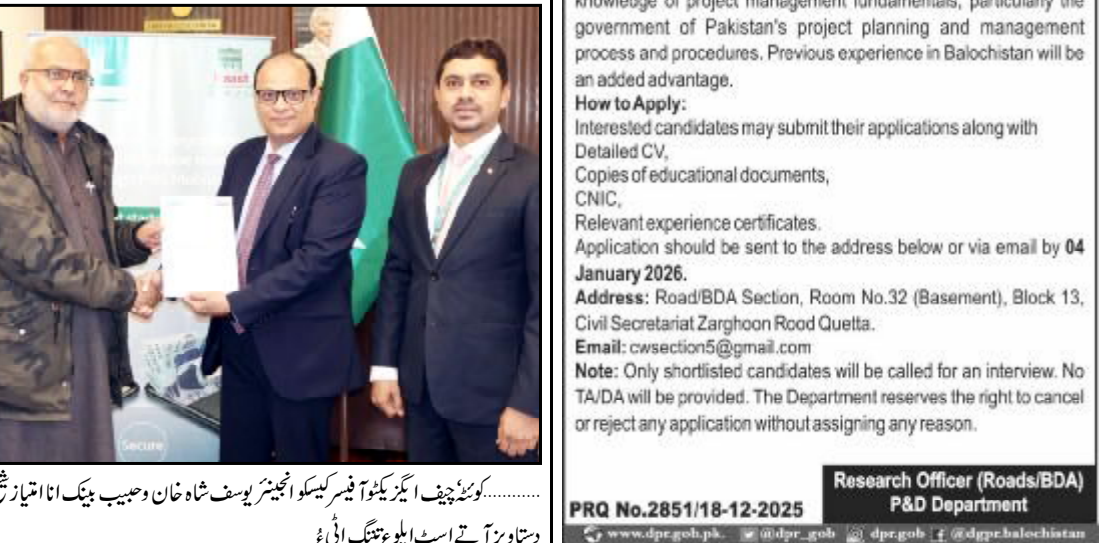 Secure
............کوئٹہ‘ چیف ایگزیکٹو آفیسر کیسکو انجینئر یوسف شاہ خان و حبیب بینک انا امتیاز
دستاویز آتے اسٹ ایلوءِ تننگ اٹی ءُ
knowledge of project management fundamentals, particularly the
government of Pakistan's project planning and management
process and procedures. Previous experience in Balochistan will be
an added advantage.
How to Apply:
Interested candidates may submit their applications along with
Detailed CV,
Copies of educational documents,
CNIC,
Relevant experience certificates.
Application should be sent to the address below or via email by 04
January 2026.
Address: Road/BDA Section, Room No.32 (Basement), Block 13,
Civil Secretariat Zarghoon Rood Quetta.
Email: cwsection5@gmail.com
Note: Only shortlisted candidates will be called for an interview. No
TA/DA will be provided. The Department reserves the right to cancel
or reject any application without assigning any reason.
Research Officer (Roads/BDA)
P&D Department
PRQ No.2851/18-12-2025
www.dpr.gob.pk. @dpr_gob dpr.gob @dgpr.balochistan